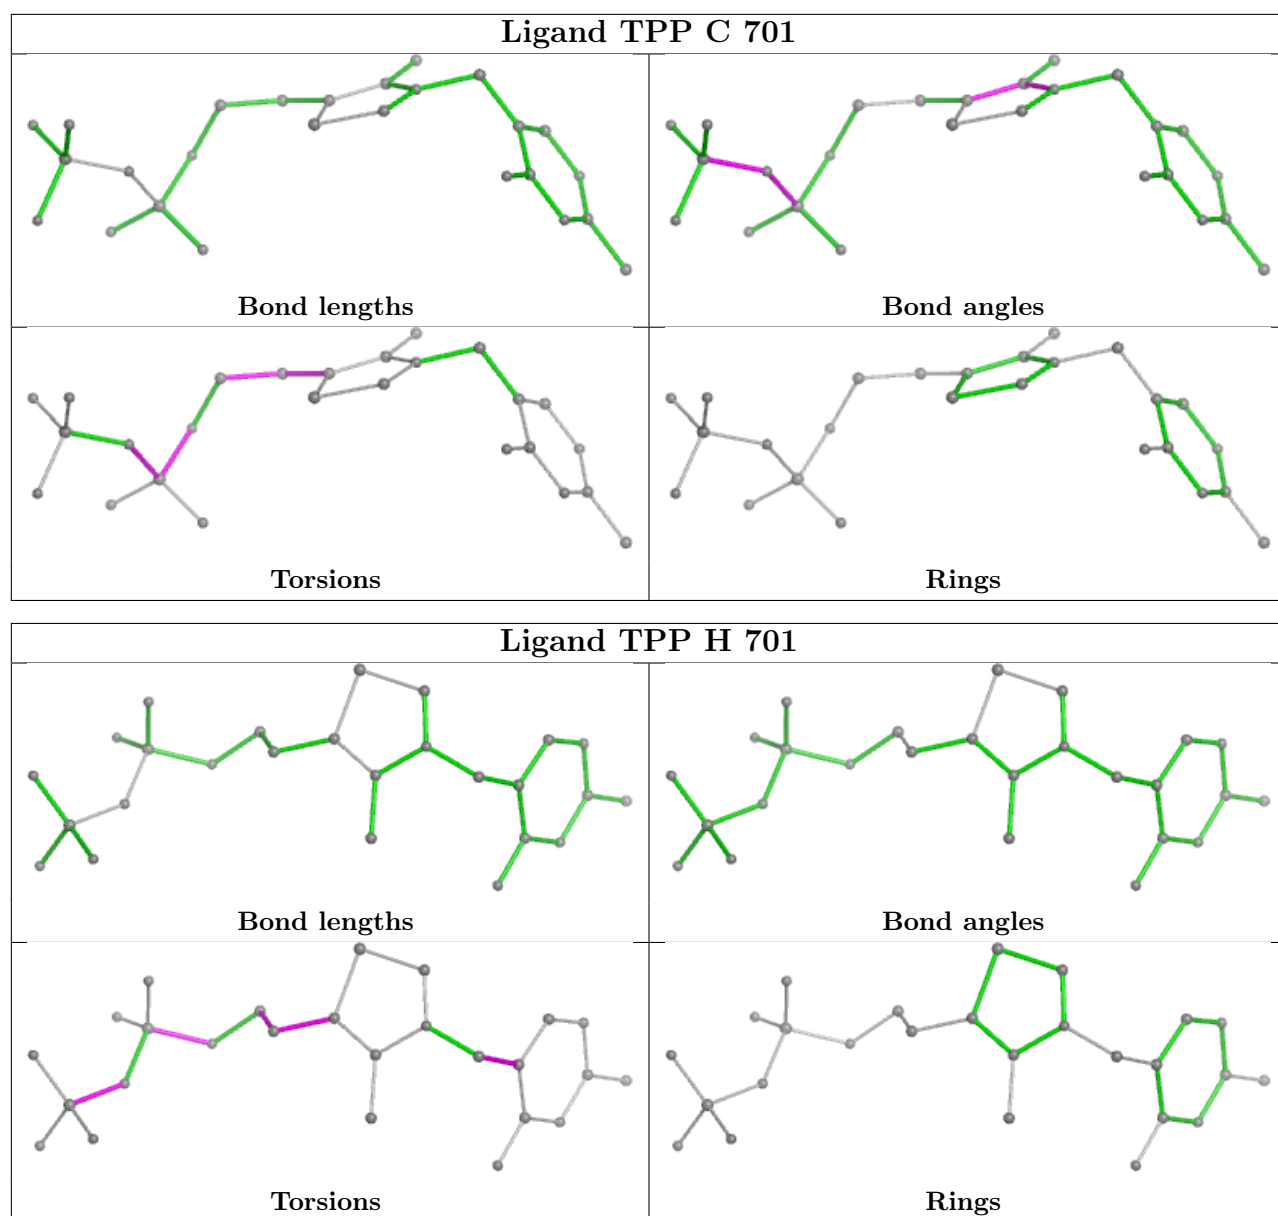 Ligand TPP C 701
Bond lengths
Bond angles
Torsions
Rings
Ligand TPP H 701
Bond lengths
Bond angles
Torsions
Rings